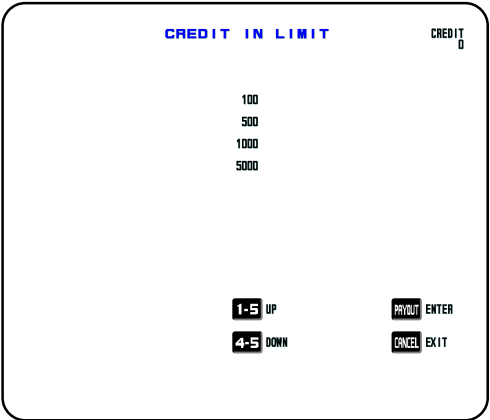 CREDIT IN LIMIT
CREDIT
0
100
500
1000
5000
1-5 UP PAYOUT ENTER
4-5 DOWN CANCEL EXIT